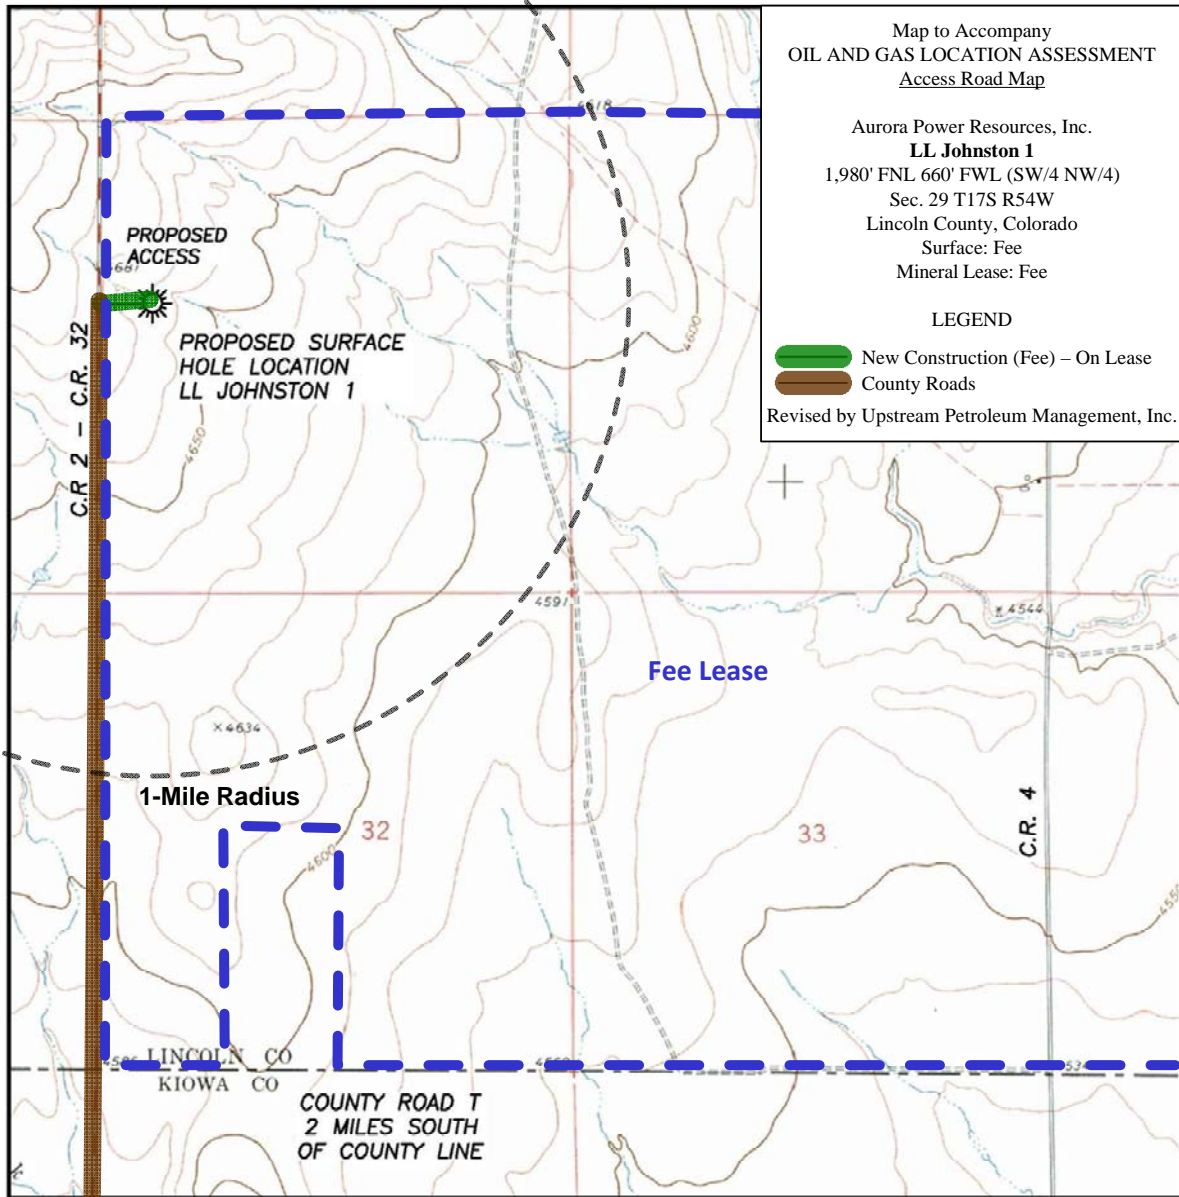 Map to Accompany
OIL AND GAS LOCATION ASSESSMENT
Access Road Map
Aurora Power Resources, Inc.
LL Johnston 1
1,980' FNL 660' FWL (SW/4 NW/4)
Sec. 29 T17S R54W
Lincoln County, Colorado
Surface: Fee
Mineral Lease: Fee
LEGEND
New Construction (Fee) – On Lease
County Roads
Revised by Upstream Petroleum Management, Inc.
PROPOSED
ACCESS
PROPOSED SURFACE
HOLE LOCATION
LL JOHNSTON 1
C.R 2 – C.R. 32
4650
4600
4591
4544
Fee Lease
×4634
1-Mile Radius
32
33
C.R. 4
4600
4550
LINCOLN CO
KIOWA CO
COUNTY ROAD T
2 MILES SOUTH
OF COUNTY LINE